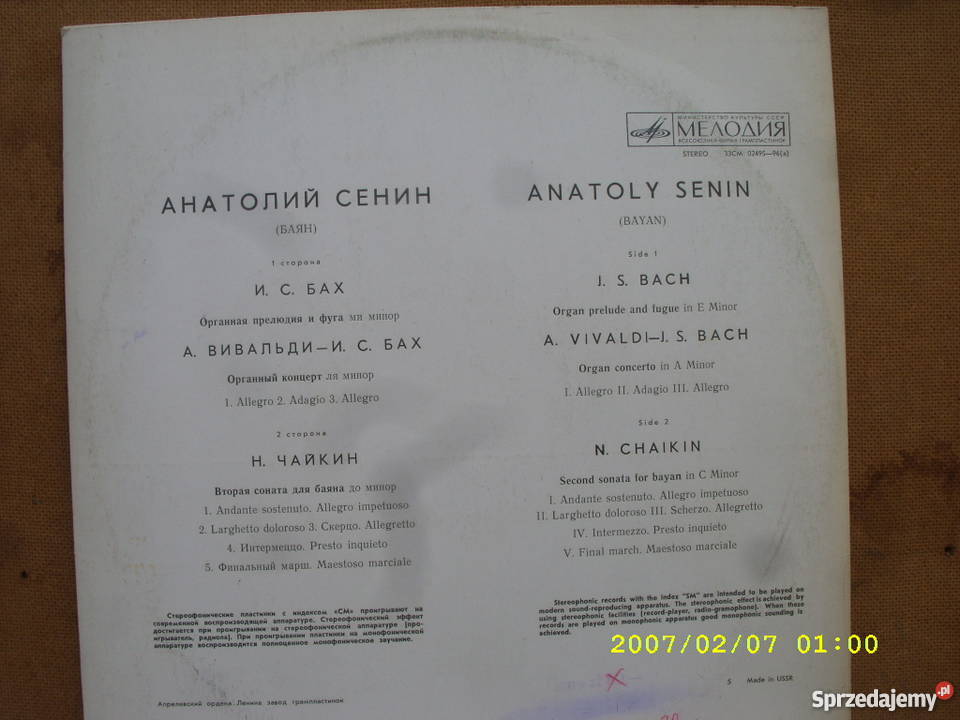 МИНИСТЕРСТВО КУЛЬТУРЫ СССР
МЕЛОДИЯ
ВСЕСОЮЗНАЯ ФИРМА ГРАМПЛАСТИНОК
STEREO 33СМ 02495—96(а)
АНАТОЛИЙ СЕНИН
(БАЯН)
1 сторона
И. С. БАХ
Органная прелюдия и фуга ми минор
А. ВИВАЛЬДИ—И. С. БАХ
Органный концерт ля минор
1. Allegro 2. Adagio 3. Allegro
2 сторона
Н. ЧАЙКИН
Вторая соната для баяна до минор
1. Andante sostenuto. Allegro impetuoso
2. Larghetto doloroso 3. Скерцо. Allegretto
4. Интермеццо. Presto inquieto
5. Финальный марш. Maestoso marciale
Стереофонические пластинки с индексом «СМ» проигрывают на
современной воспроизводящей аппаратуре. Стереофонический эффект
достигается при проигрывании на стереофонической аппаратуре (про-
игрыватель, радиола). При проигрывании пластинки на монофонической
аппаратуре воспроизводится полноценное монофоническое звучание.
Апрелевский ордена Ленина завод грампластинок
ANATOLY SENIN
(BAYAN)
Side 1
J. S. BACH
Organ prelude and fugue in E Minor
A. VIVALDI—J. S. BACH
Organ concerto in A Minor
I. Allegro II. Adagio III. Allegro
Side 2
N. CHAIKIN
Second sonata for bayan in C Minor
I. Andante sostenuto. Allegro impetuoso
II. Larghetto doloroso III. Scherzo. Allegretto
IV. Intermezzo. Presto inquieto
V. Final march. Maestoso marciale
Stereophonic records with the index "SM" are intended to be played on
modern sound-reproducing apparatus. The stereophonic effect is achieved by
using stereophonic facilities (record-player, radio-gramophone). When these
records are played on monophonic apparatus good monophonic sounding is
achieved.
2007/02/07 01:00
5 Made in USSR
Sprzedajemy.pl